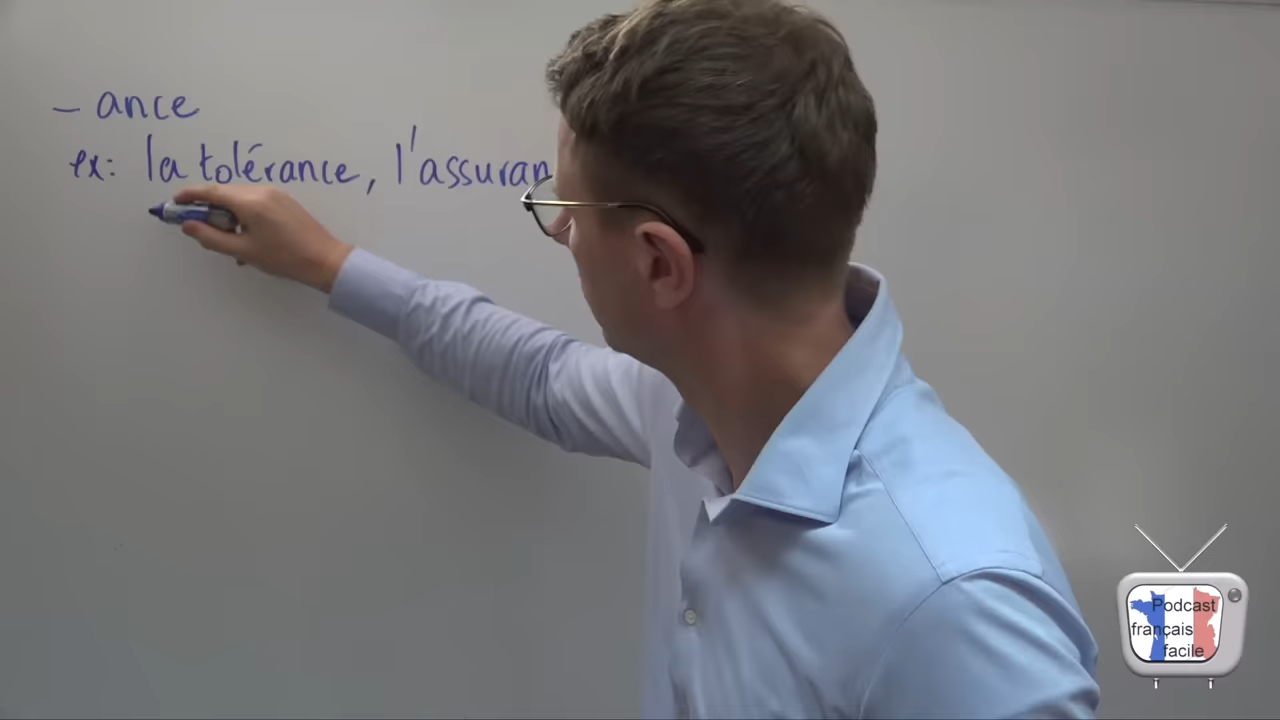 – ance
ex: la tolérance, l'assuran
Podcast
français
facile